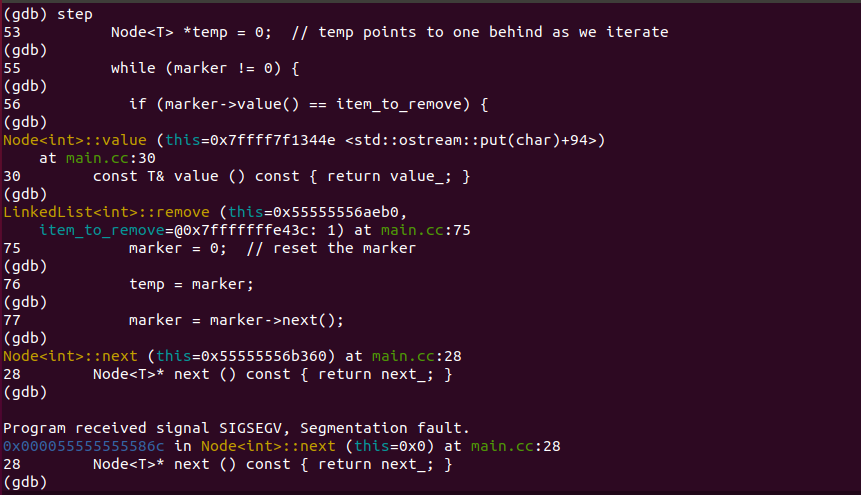 (gdb) step
53          Node<T> *temp = 0;  // temp points to one behind as we iterate
(gdb)
55          while (marker != 0) {
(gdb)
56            if (marker->value() == item_to_remove) {
(gdb)
Node<int>::value (this=0x7ffff7f1344e <std::ostream::put(char)+94>)
    at main.cc:30
30        const T& value () const { return value_; }
(gdb)
LinkedList<int>::remove (this=0x55555556aeb0,
    item_to_remove=@0x7fffffffe43c: 1) at main.cc:75
75            marker = 0;  // reset the marker
(gdb)
76            temp = marker;
(gdb)
77            marker = marker->next();
(gdb)
Node<int>::next (this=0x55555556b360) at main.cc:28
28        Node<T>* next () const { return next_; }
(gdb)
Program received signal SIGSEGV, Segmentation fault.
0x000055555555586c in Node<int>::next (this=0x0) at main.cc:28
28        Node<T>* next () const { return next_; }
(gdb)